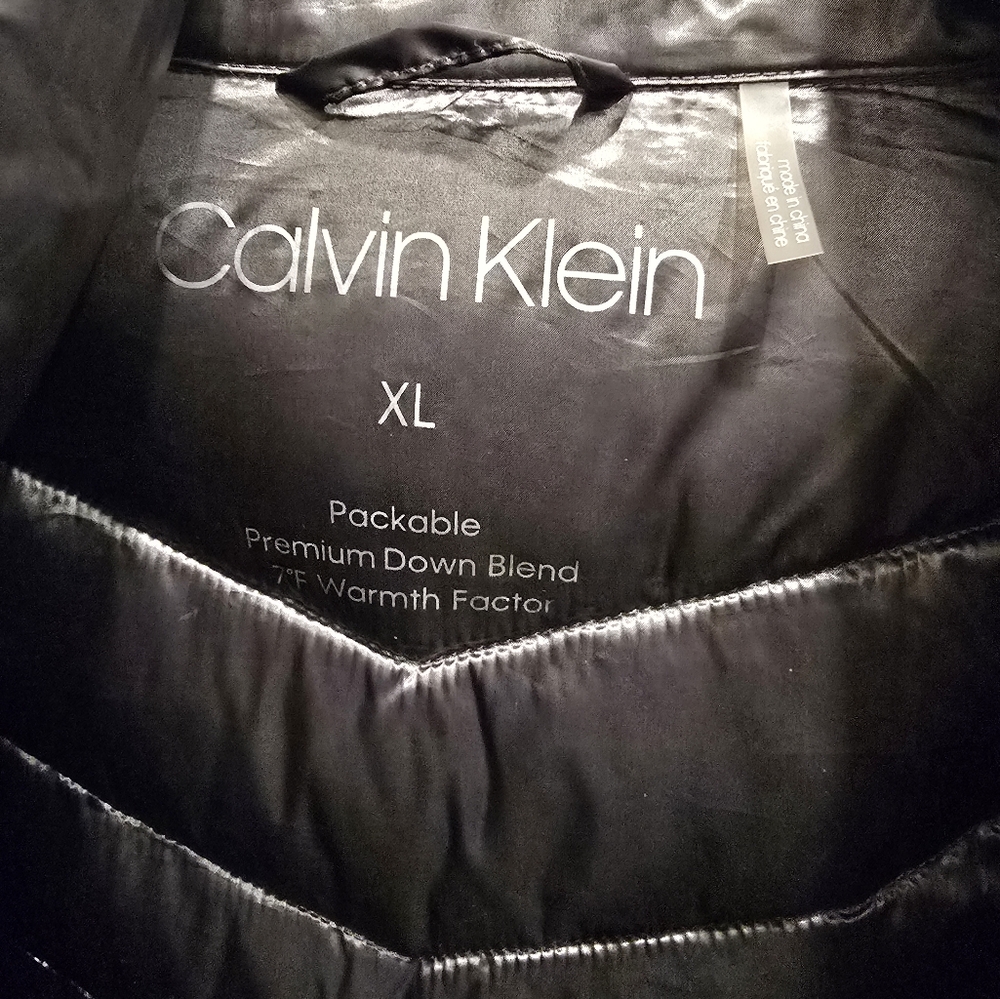 Calvin Klein
XL
Packable
Premium Down Blend
7°F Warmth Factor
made in china
fabriqué en chine